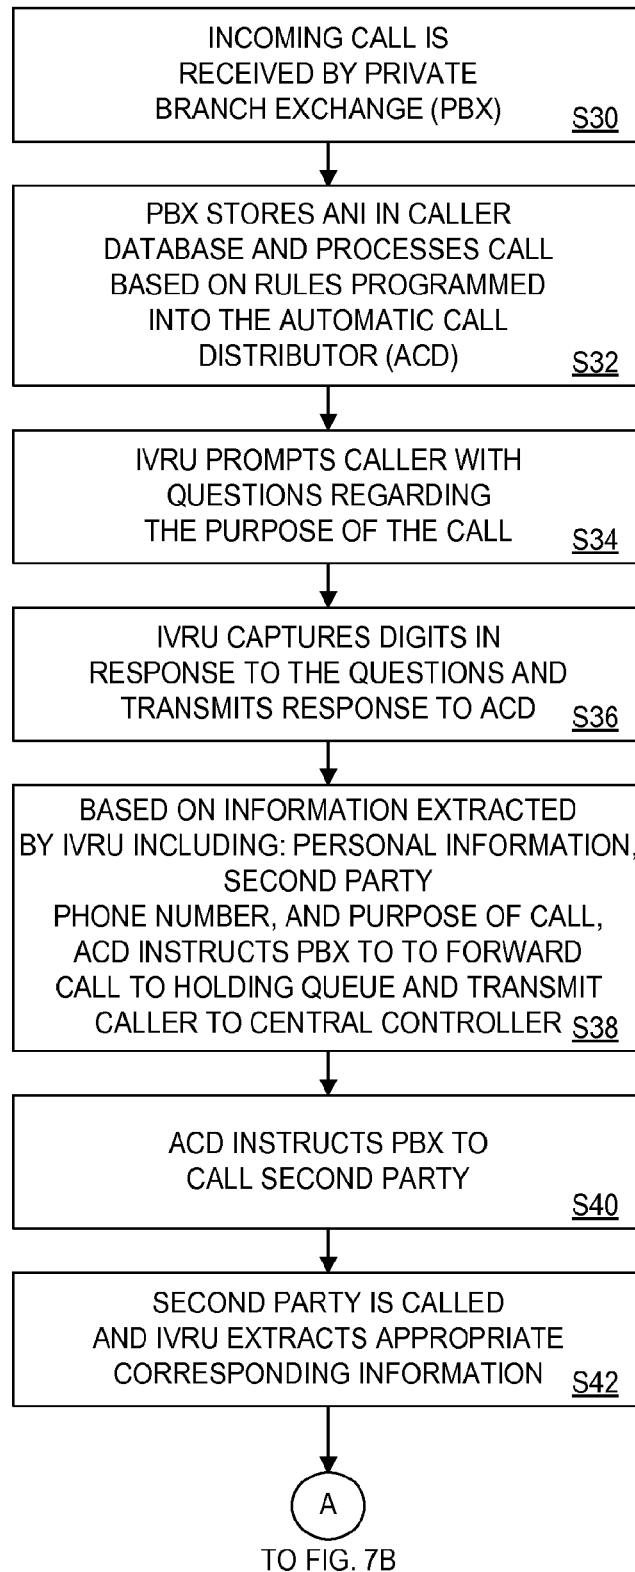 INCOMING CALL IS
RECEIVED BY PRIVATE
BRANCH EXCHANGE (PBX)
S30
PBX STORES ANI IN CALLER
DATABASE AND PROCESSES CALL
BASED ON RULES PROGRAMMED
INTO THE AUTOMATIC CALL
DISTRIBUTOR (ACD)
S32
IVRU PROMPTS CALLER WITH
QUESTIONS REGARDING
THE PURPOSE OF THE CALL
S34
IVRU CAPTURES DIGITS IN
RESPONSE TO THE QUESTIONS AND
TRANSMITS RESPONSE TO ACD
S36
BASED ON INFORMATION EXTRACTED
BY IVRU INCLUDING: PERSONAL INFORMATION,
SECOND PARTY
PHONE NUMBER, AND PURPOSE OF CALL,
ACD INSTRUCTS PBX TO TO FORWARD
CALL TO HOLDING QUEUE AND TRANSMIT
CALLER TO CENTRAL CONTROLLER
S38
ACD INSTRUCTS PBX TO
CALL SECOND PARTY
S40
SECOND PARTY IS CALLED
AND IVRU EXTRACTS APPROPRIATE
CORRESPONDING INFORMATION
S42
A
TO FIG. 7B